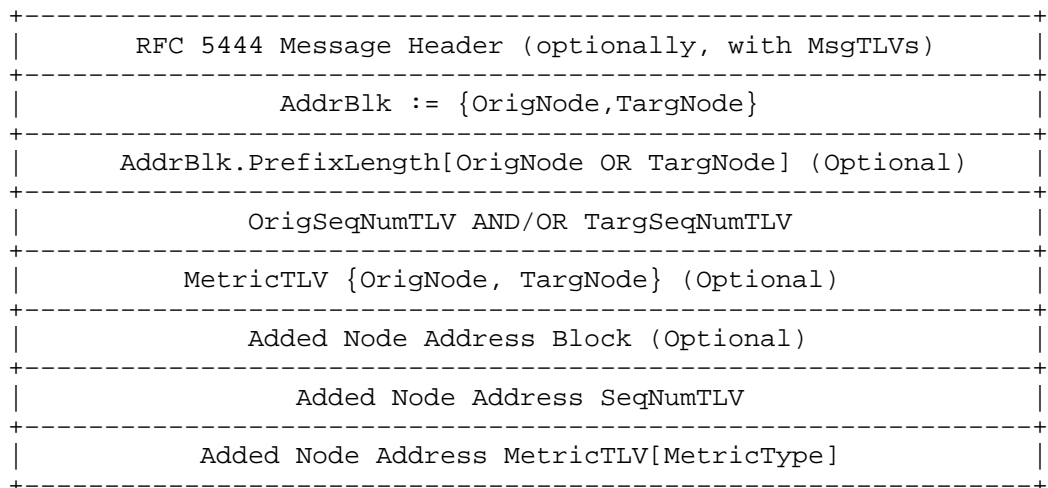 RFC 5444 Message Header (optionally, with MsgTLVs)
AddrBlk := {OrigNode,TargNode}
AddrBlk.PrefixLength[OrigNode OR TargNode] (Optional)
OrigSeqNumTLV AND/OR TargSeqNumTLV
MetricTLV {OrigNode, TargNode} (Optional)
Added Node Address Block (Optional)
Added Node Address SeqNumTLV
Added Node Address MetricTLV[MetricType]